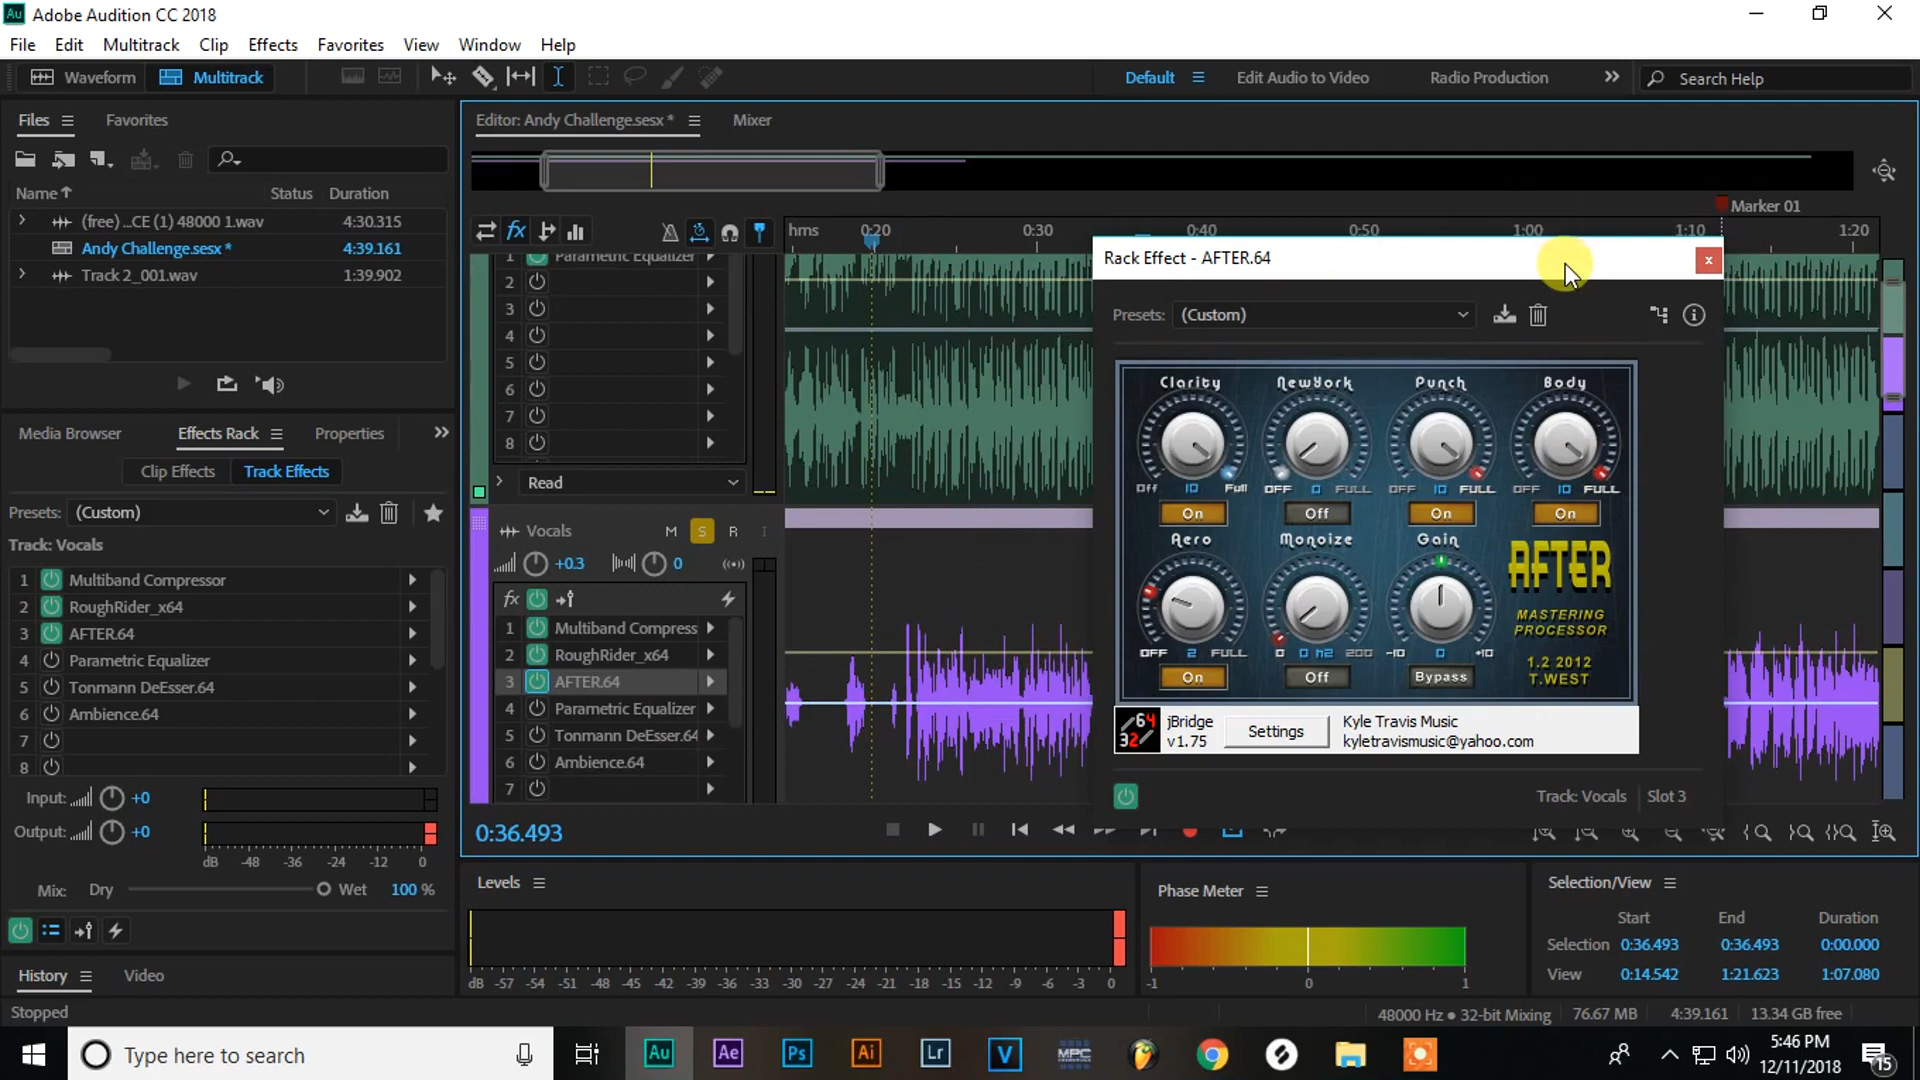 Au Adobe Audition CC 2018
File Edit Multitrack Clip Effects Favorites View Window Help
Waveform Multitrack Default Edit Audio to Video Radio Production Search Help
Files Favorites
Name Status Duration
(free) ...CE (1) 48000 1.wav 4:30.315
Andy Challenge.sesx * 4:39.161
Track 2_001.wav 1:39.902
Media Browser Effects Rack Properties
Clip Effects Track Effects
Presets: (Custom)
Track: Vocals
1 Multiband Compressor
2 RoughRider_x64
3 AFTER.64
4 Parametric Equalizer
5 Tonmann DeEsser.64
6 Ambience.64
7
8
Input: +0
Output: +0
dB -48 -36 -24 -12 0
Mix: Dry Wet 100 %
History Video
Stopped
Editor: Andy Challenge.sesx * Mixer
Marker 01
hms 0:20 0:30 0:40 0:50 1:00 1:10 1:20
1 Parametric Equalizer
2
3
4
5
6
7
8
Read
Vocals M S R I
+0.3 0
fx
1 Multiband Compress
2 RoughRider_x64
3 AFTER.64
4 Parametric Equalizer
5 Tonmann DeEsser.64
6 Ambience.64
7
0:36.493
Rack Effect - AFTER.64 x
Presets: (Custom)
Clarity NewYork Punch Body
Off 10 Full OFF 0 FULL OFF 10 FULL OFF 10 FULL
On Off On On
Aero Monoize Gain
AFTER
MASTERING
PROCESSOR
OFF 2 FULL 0 0 hz 200 -10 0 +10
1.2 2012
T.WEST
On Off Bypass
64
32
jBridge
v1.75
Settings
Kyle Travis Music
kyletravismusic@yahoo.com
Track: Vocals Slot 3
Levels
dB -57 -54 -51 -48 -45 -42 -39 -36 -33 -30 -27 -24 -21 -18 -15 -12 -9 -6 -3 0
Phase Meter
-1 0 1
Selection/View
Start End Duration
Selection 0:36.493 0:36.493 0:00.000
View 0:14.542 1:21.623 1:07.080
48000 Hz ● 32-bit Mixing 76.67 MB 4:39.161 13.34 GB free
Type here to search
Au Ae Ps Ai Lr V MPC
5:46 PM
12/11/2018
15